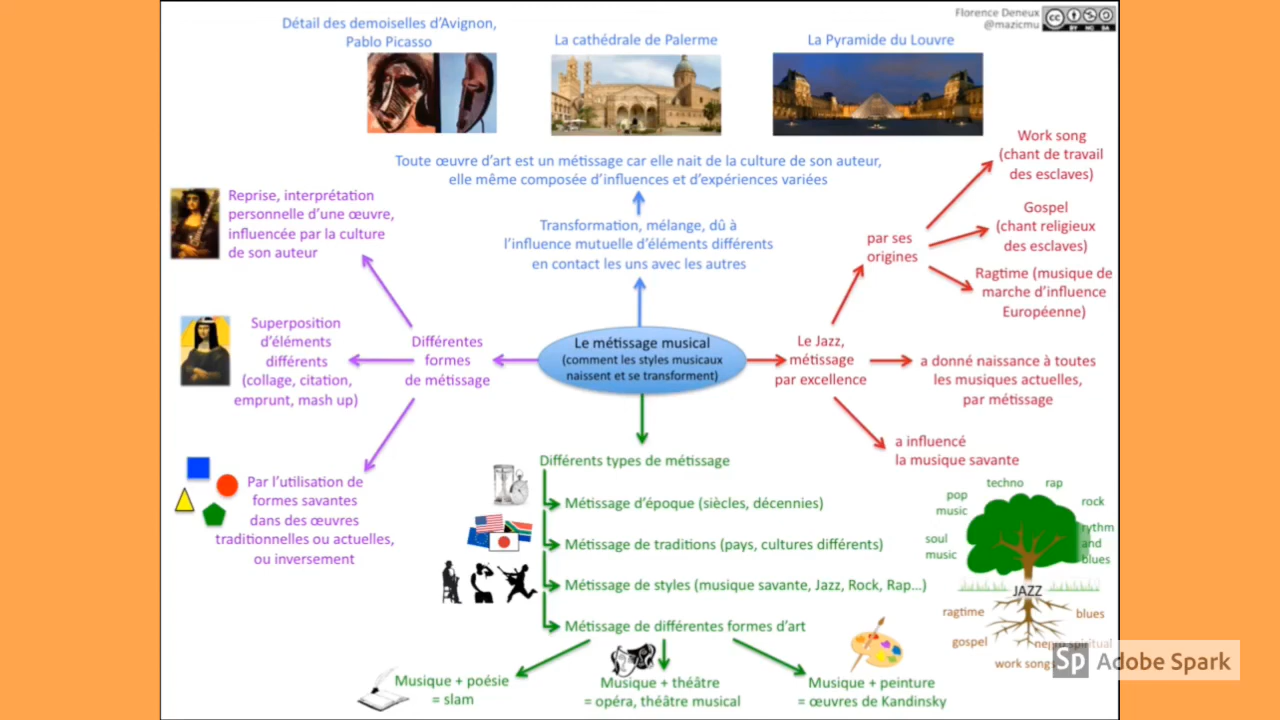 Détail des demoiselles d'Avignon,
Pablo Picasso
La cathédrale de Palerme
La Pyramide du Louvre
Florence Deneux
@mazicmu
cc
BY NC SA
Toute œuvre d'art est un métissage car elle nait de la culture de son auteur,
elle même composée d'influences et d'expériences variées
Transformation, mélange, dû à
l'influence mutuelle d'éléments différents
en contact les uns avec les autres
Reprise, interprétation
personnelle d'une œuvre,
influencée par la culture
de son auteur
Superposition
d'éléments
différents
(collage, citation,
emprunt, mash up)
Par l'utilisation de
formes savantes
dans des œuvres
traditionnelles ou actuelles,
ou inversement
Différentes
formes
de métissage
Le métissage musical
(comment les styles musicaux
naissent et se transforment)
Le Jazz,
métissage
par excellence
par ses
origines
Work song
(chant de travail
des esclaves)
Gospel
(chant religieux
des esclaves)
Ragtime (musique de
marche d'influence
Européenne)
a donné naissance à toutes
les musiques actuelles,
par métissage
a influencé
la musique savante
Différents types de métissage
Métissage d'époque (siècles, décennies)
Métissage de traditions (pays, cultures différents)
Métissage de styles (musique savante, Jazz, Rock, Rap...)
Métissage de différentes formes d'art
Musique + poésie
= slam
Musique + théâtre
= opéra, théâtre musical
Musique + peinture
= œuvres de Kandinsky
techno
rap
pop
music
rock
rythm
and
blues
soul
music
JAZZ
ragtime
blues
gospel
negro spiritual
work songs
Sp Adobe Spark